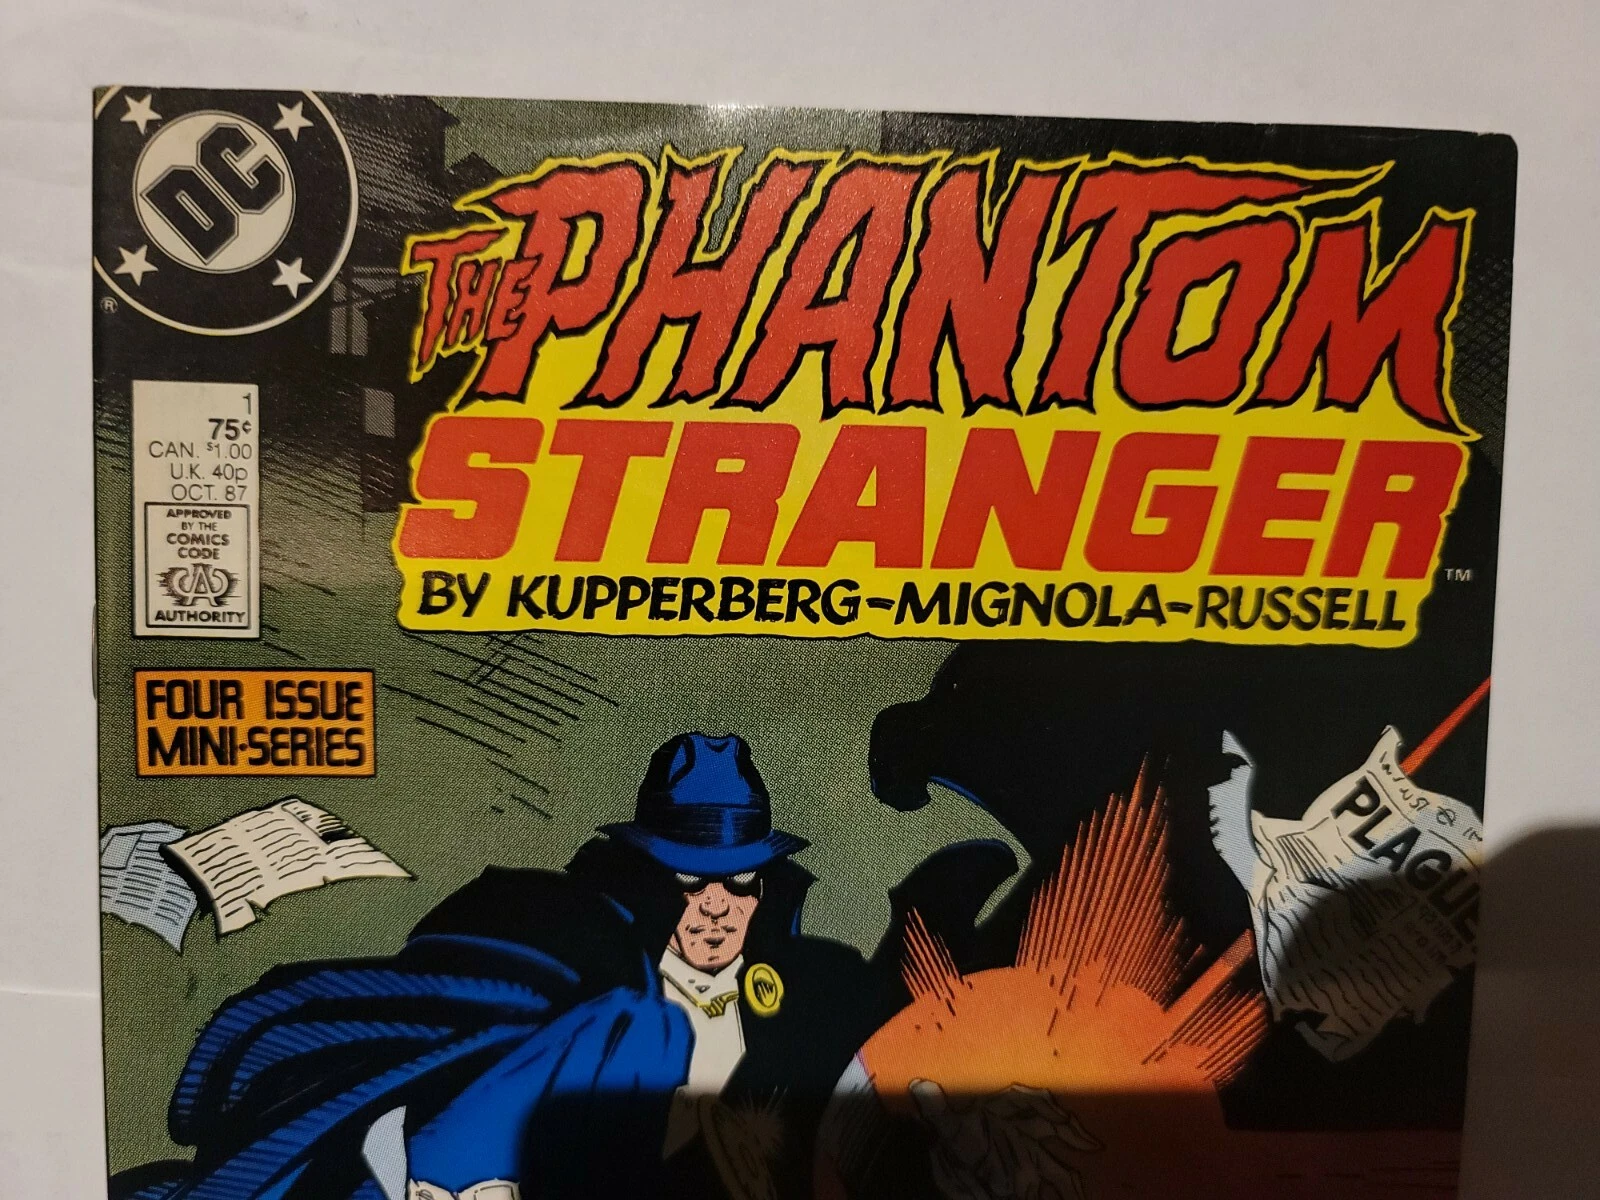 DC
®
THE PHANTOM
STRANGER
TM
BY KUPPERBERG-MIGNOLA-RUSSELL
1
75¢
CAN. $1.00
U.K. 40p
OCT. 87
APPROVED
BY THE
COMICS
CODE
CA
AUTHORITY
FOUR ISSUE
MINI-SERIES
PLAGUE